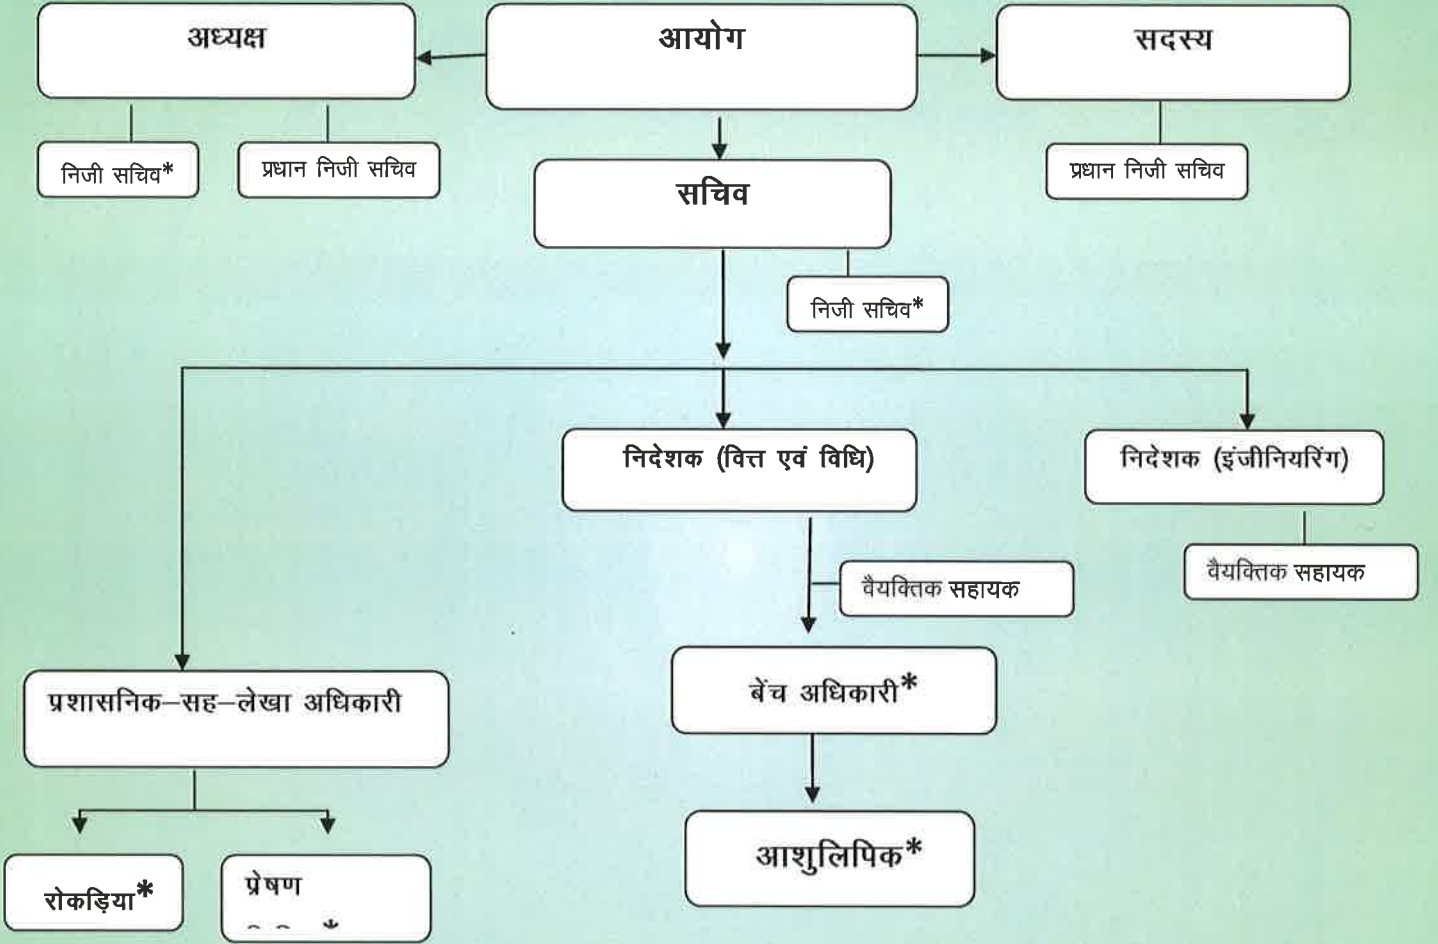 अध्यक्ष
आयोग
सदस्य
निजी सचिव*
प्रधान निजी सचिव
प्रधान निजी सचिव
सचिव
निजी सचिव*
निदेशक (वित्त एवं विधि)
निदेशक (इंजीनियरिंग)
वैयक्तिक सहायक
वैयक्तिक सहायक
बेंच अधिकारी*
प्रशासनिक–सह–लेखा अधिकारी
आशुलिपिक*
रोकड़िया*
प्रेषण
*